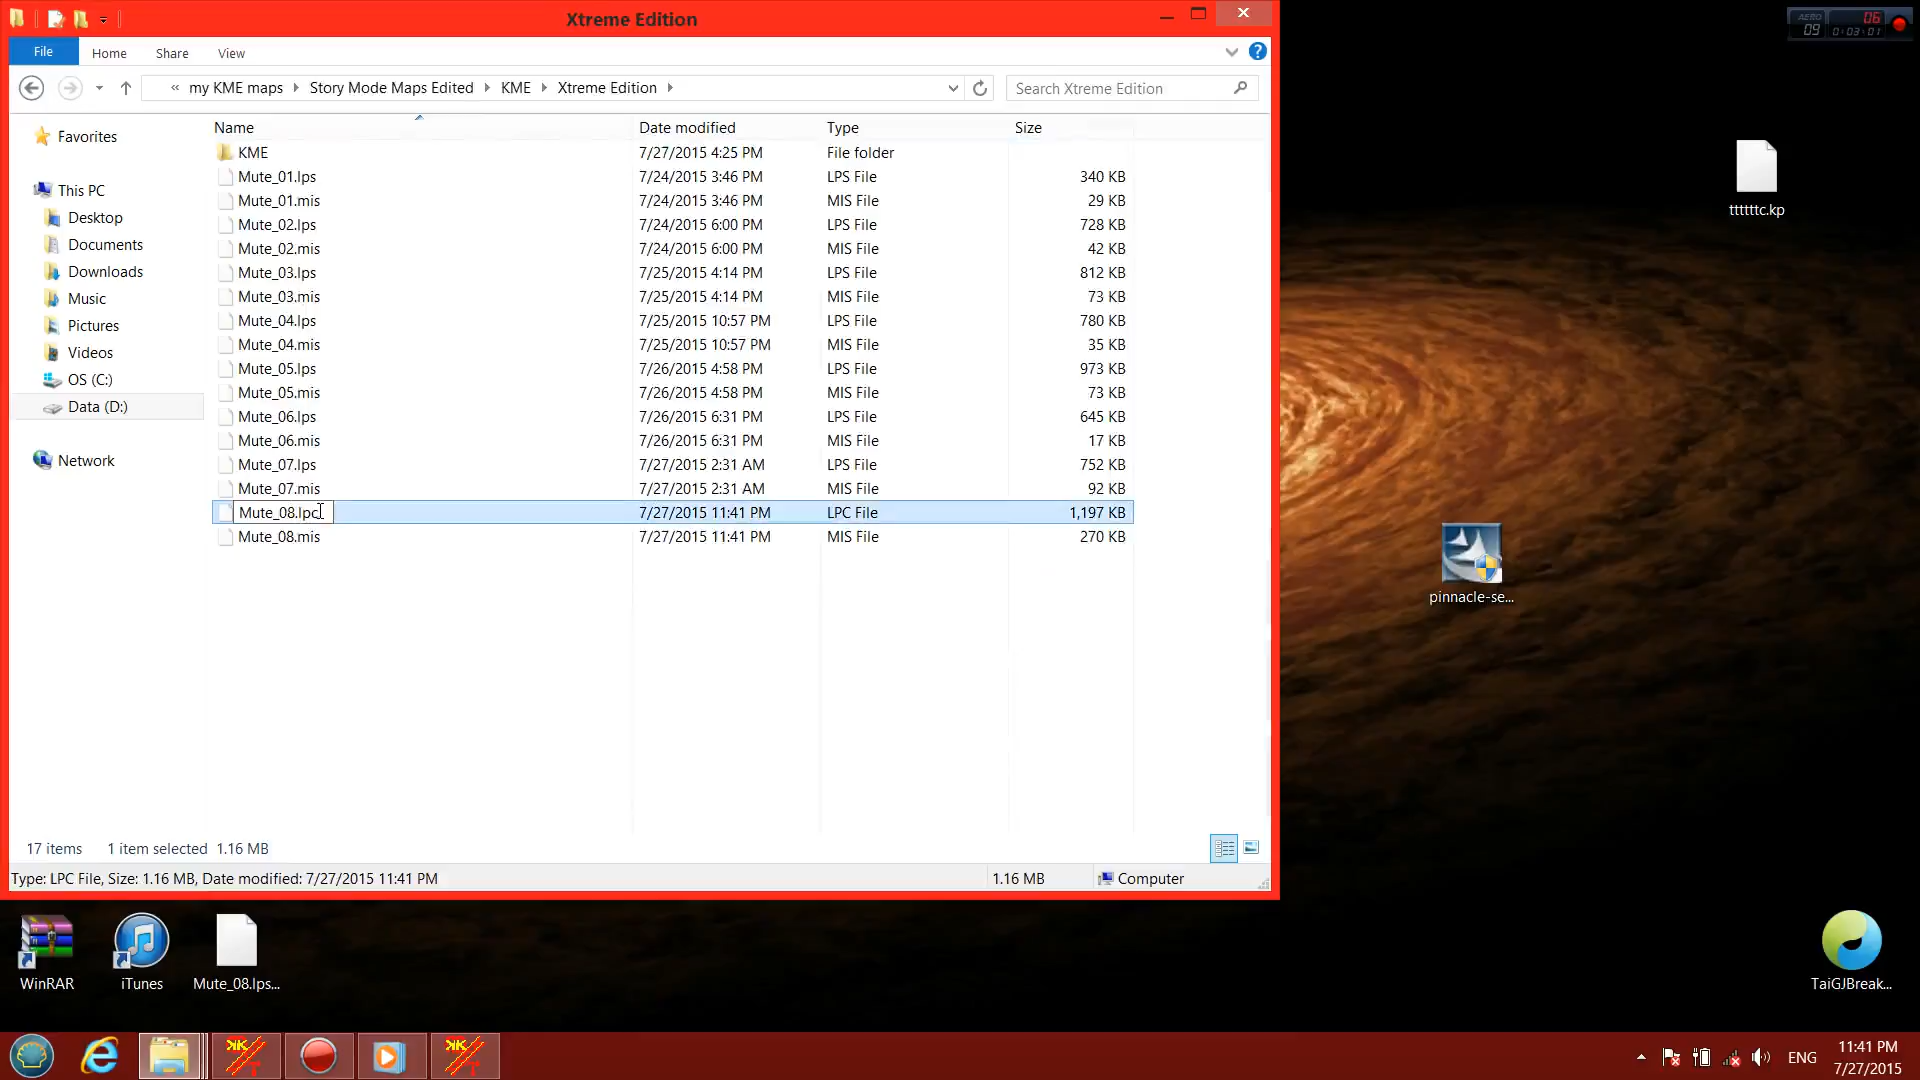 Xtreme Edition
AERO 09 06 0:03:01
File Home Share View
« my KME maps Story Mode Maps Edited KME Xtreme Edition Search Xtreme Edition
Name Date modified Type Size
Favorites
This PC
Desktop
Documents
Downloads
Music
Pictures
Videos
OS (C:)
Data (D:)
Network
KME 7/27/2015 4:25 PM File folder
Mute_01.lps 7/24/2015 3:46 PM LPS File 340 KB
Mute_01.mis 7/24/2015 3:46 PM MIS File 29 KB
Mute_02.lps 7/24/2015 6:00 PM LPS File 728 KB
Mute_02.mis 7/24/2015 6:00 PM MIS File 42 KB
Mute_03.lps 7/25/2015 4:14 PM LPS File 812 KB
Mute_03.mis 7/25/2015 4:14 PM MIS File 73 KB
Mute_04.lps 7/25/2015 10:57 PM LPS File 780 KB
Mute_04.mis 7/25/2015 10:57 PM MIS File 35 KB
Mute_05.lps 7/26/2015 4:58 PM LPS File 973 KB
Mute_05.mis 7/26/2015 4:58 PM MIS File 73 KB
Mute_06.lps 7/26/2015 6:31 PM LPS File 645 KB
Mute_06.mis 7/26/2015 6:31 PM MIS File 17 KB
Mute_07.lps 7/27/2015 2:31 AM LPS File 752 KB
Mute_07.mis 7/27/2015 2:31 AM MIS File 92 KB
Mute_08.lpc 7/27/2015 11:41 PM LPC File 1,197 KB
Mute_08.mis 7/27/2015 11:41 PM MIS File 270 KB
17 items 1 item selected 1.16 MB
Type: LPC File, Size: 1.16 MB, Date modified: 7/27/2015 11:41 PM 1.16 MB Computer
ttttttc.kp
pinnacle-se...
WinRAR
iTunes
Mute_08.lps...
TaiGJBreak...
ENG
11:41 PM
7/27/2015